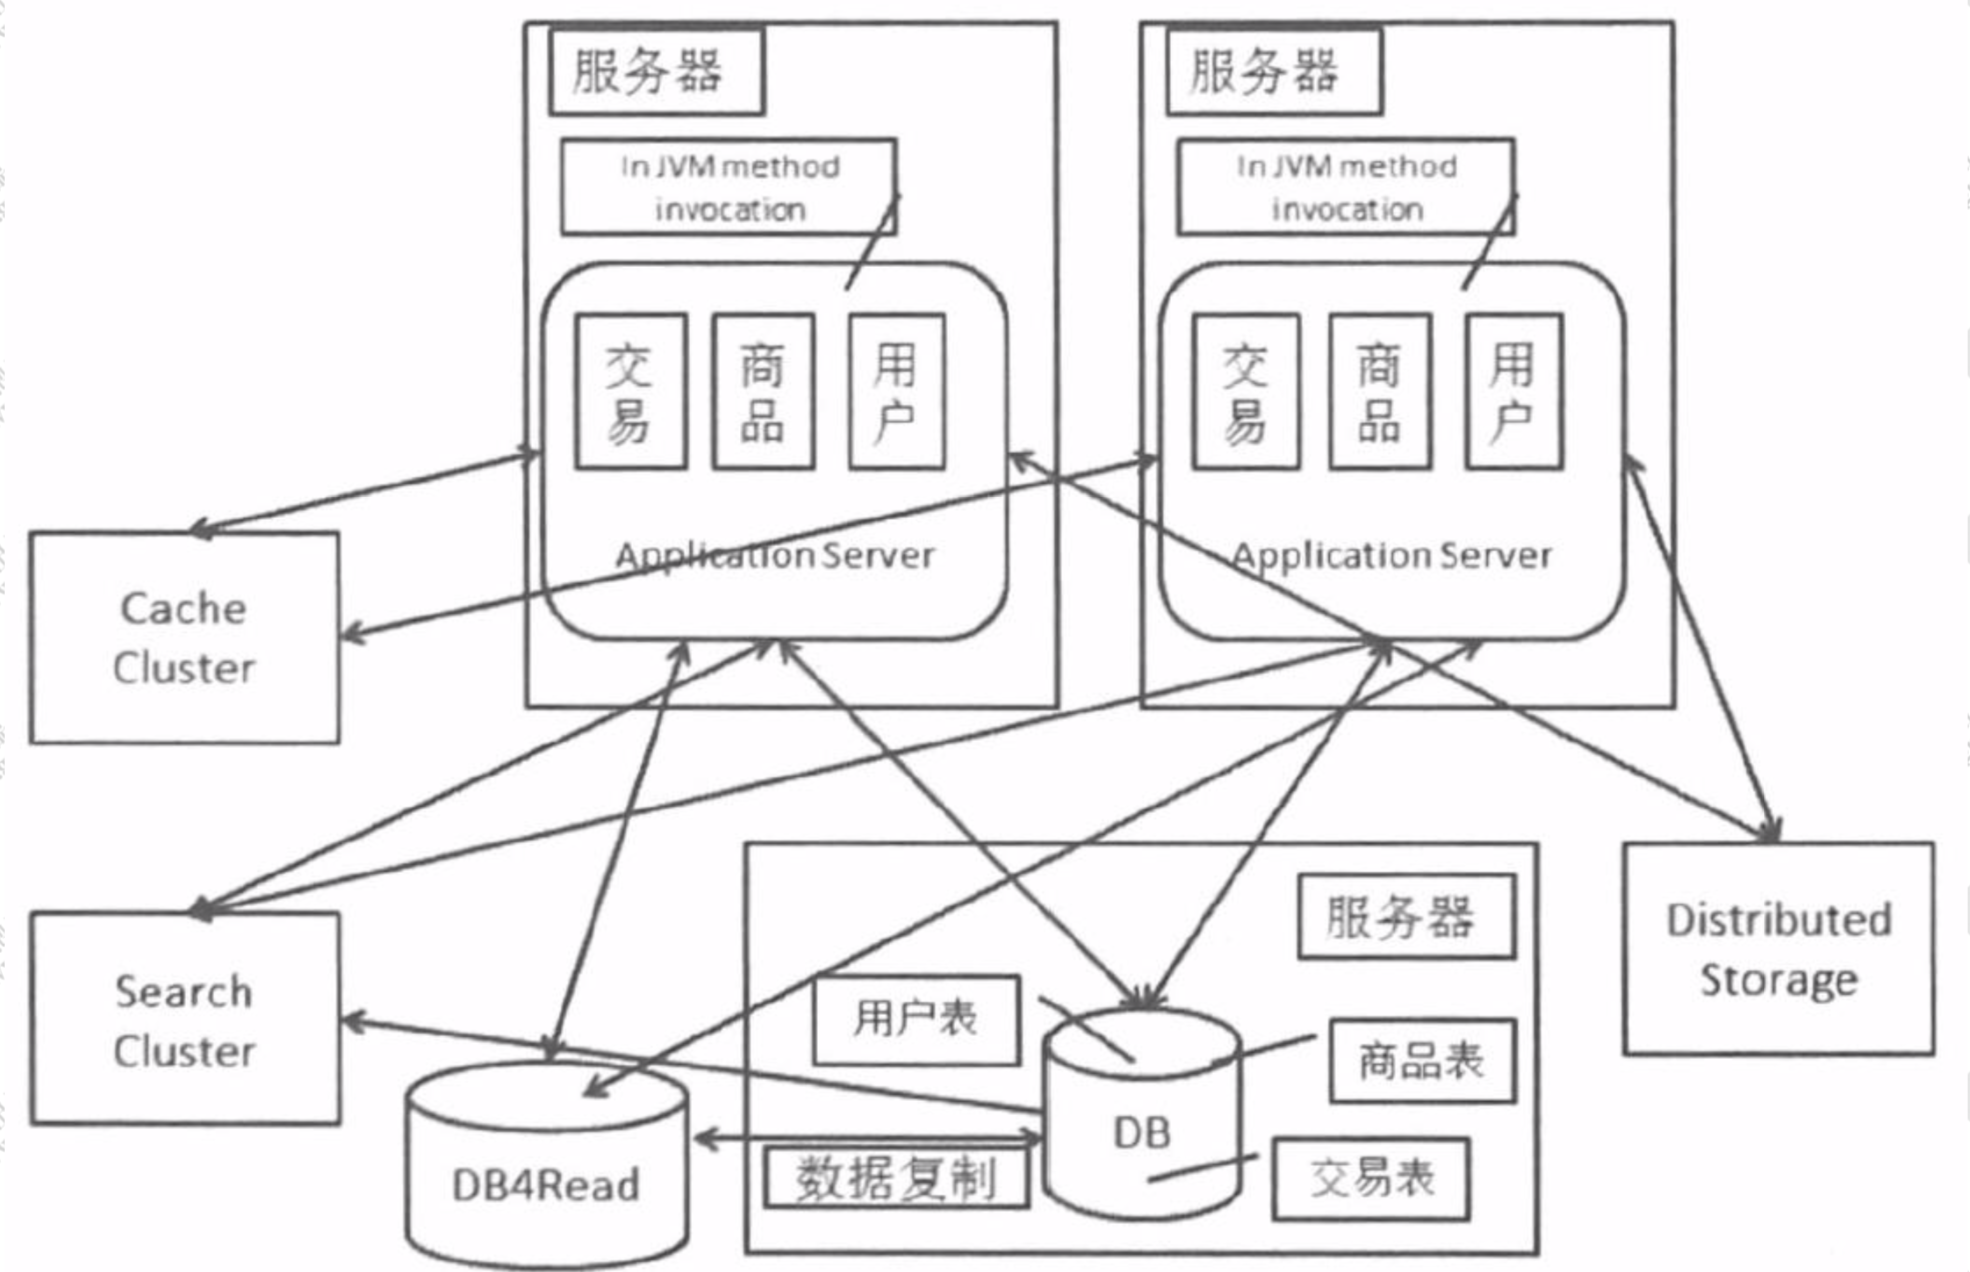 服务器
In JVM method
invocation
交
易
商
品
用
户
Application Server
服务器
In JVM method
invocation
交
易
商
品
用
户
Application Server
Cache
Cluster
Search
Cluster
DB4Read
服务器
用户表
商品表
DB
交易表
数据复制
Distributed
Storage